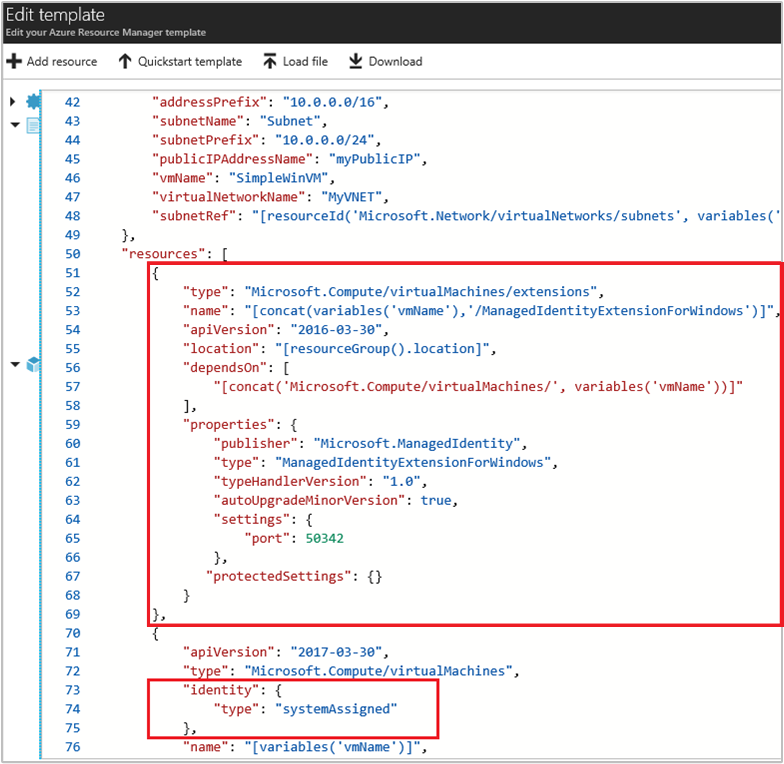 Edit template
Edit your Azure Resource Manager template
Add resource Quickstart template Load file Download
42 "addressPrefix": "10.0.0.0/16",
43 "subnetName": "Subnet",
44 "subnetPrefix": "10.0.0.0/24",
45 "publicIPAddressName": "myPublicIP",
46 "vmName": "SimpleWinVM",
47 "virtualNetworkName": "MyVNET",
48 "subnetRef": "[resourceId('Microsoft.Network/virtualNetworks/subnets', variables('
49 },
50 "resources": [
51 {
52 "type": "Microsoft.Compute/virtualMachines/extensions",
53 "name": "[concat(variables('vmName'),'/ManagedIdentityExtensionForWindows')]",
54 "apiVersion": "2016-03-30",
55 "location": "[resourceGroup().location]",
56 "dependsOn": [
57 "[concat('Microsoft.Compute/virtualMachines/', variables('vmName'))]"
58 ],
59 "properties": {
60 "publisher": "Microsoft.ManagedIdentity",
61 "type": "ManagedIdentityExtensionForWindows",
62 "typeHandlerVersion": "1.0",
63 "autoUpgradeMinorVersion": true,
64 "settings": {
65 "port": 50342
66 },
67 "protectedSettings": {}
68 }
69 },
70 {
71 "apiVersion": "2017-03-30",
72 "type": "Microsoft.Compute/virtualMachines",
73 "identity": {
74 "type": "systemAssigned"
75 },
76 "name": "[variables('vmName')]",